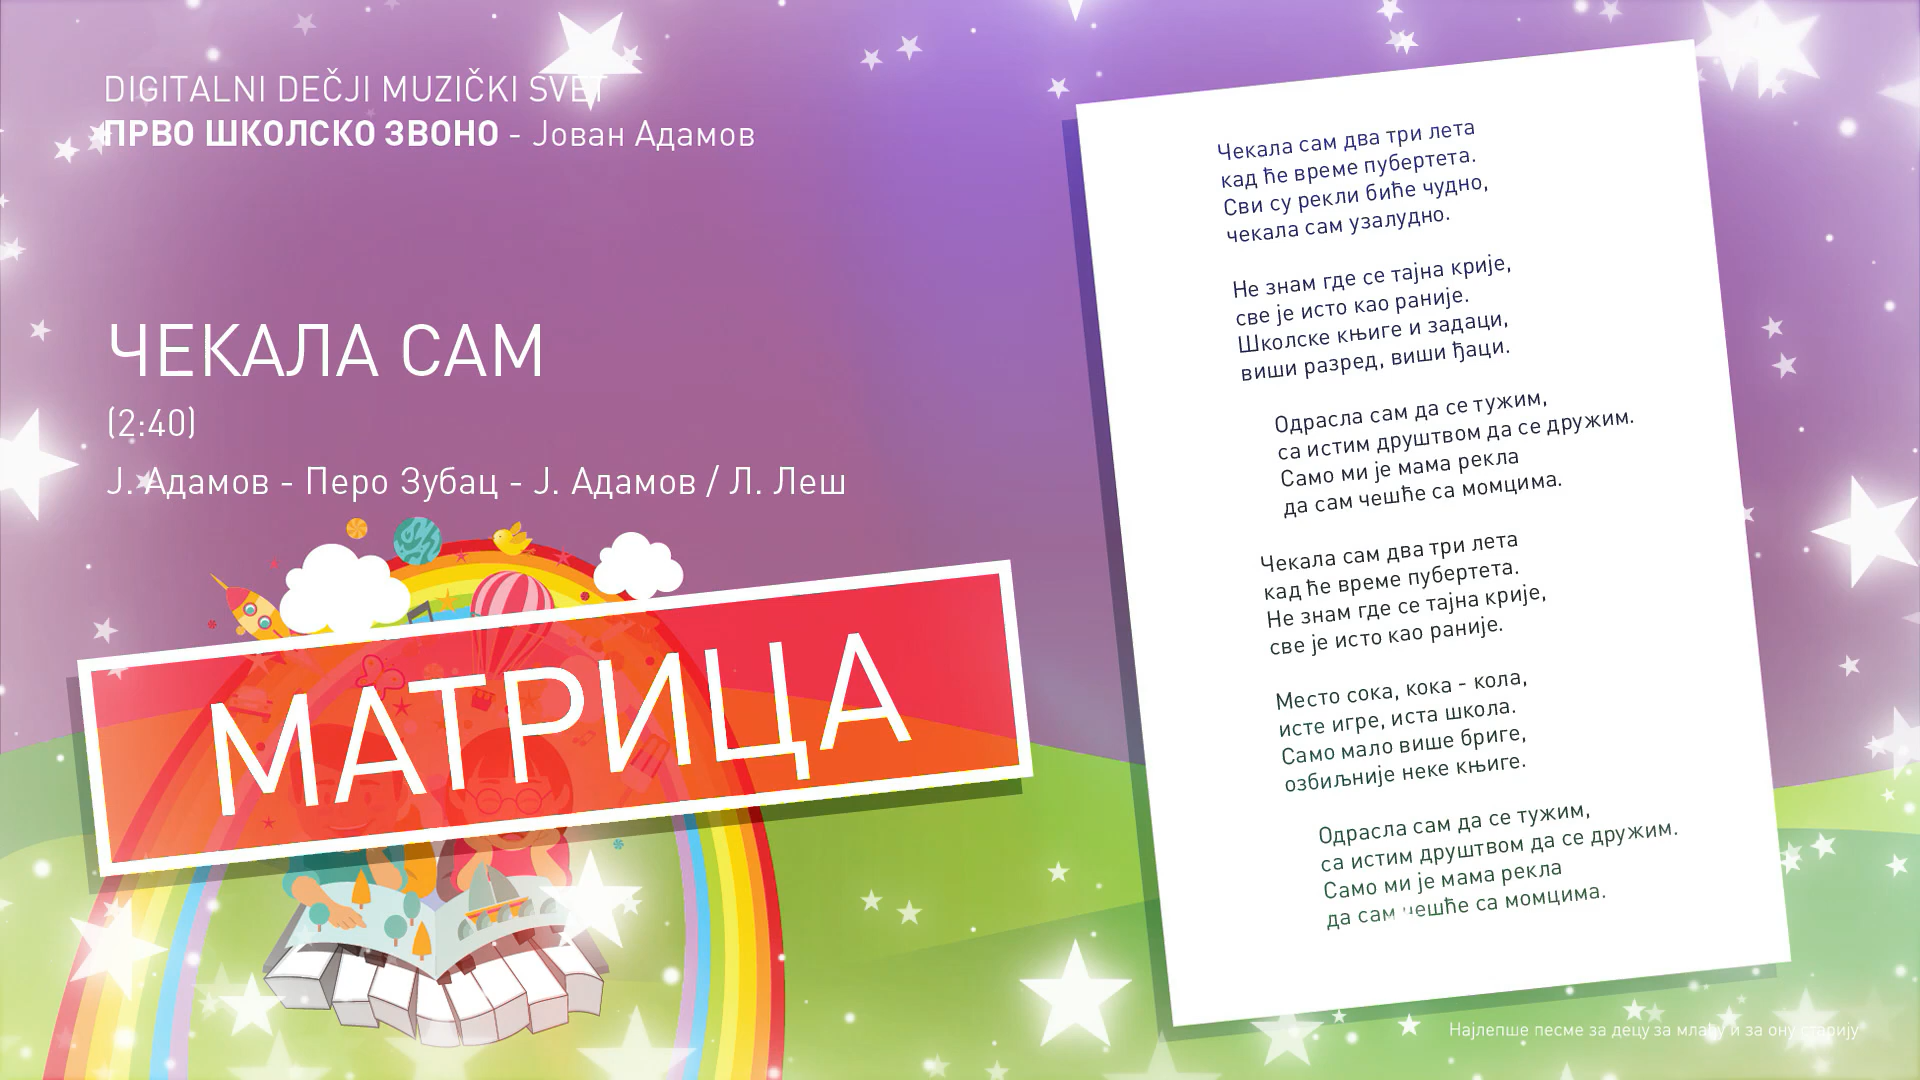 DIGITALNI DEČJI MUZIČKI SVET
ПРВО ШКОЛСКО ЗВОНО - Јован Адамов
ЧЕКАЛА САМ
(2:40)
Ј. Адамов - Перо Зубац - Ј. Адамов / Л. Леш
МАТРИЦА
Чекала сам два три лета
кад ће време пубертета.
Сви су рекли биће чудно,
чекала сам узалудно.
Не знам где се тајна крије,
све је исто као раније.
Школске књиге и задаци,
виши разред, виши ђаци.
Одрасла сам да се тужим,
са истим друштвом да се дружим.
Само ми је мама рекла
да сам чешће са момцима.
Чекала сам два три лета
кад ће време пубертета.
Не знам где се тајна крије,
све је исто као раније.
Место сока, кока - кола,
исте игре, иста школа.
Само мало више бриге,
озбиљније неке књиге.
Одрасла сам да се тужим,
са истим друштвом да се дружим.
Само ми је мама рекла
да сам чешће са момцима.
Најлепше песме за децу за млађу и за ону старију